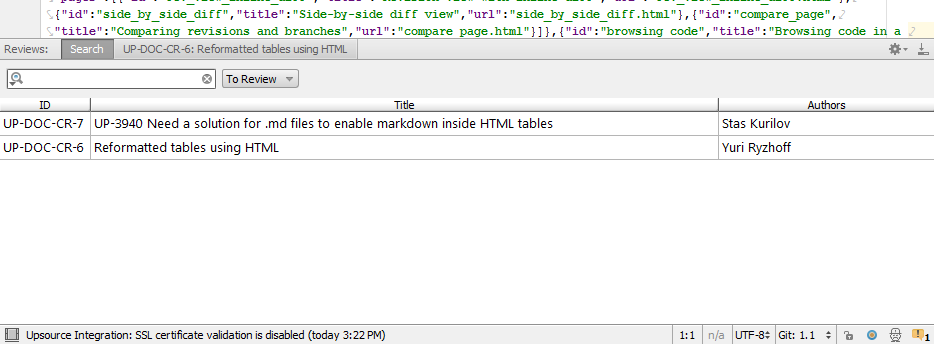 {"id":"side_by_side_diff","title":"Side-by-side diff view","url":"side_by_side_diff.html"},{"id":"compare_page",
"title":"Comparing revisions and branches","url":"compare_page.html"}]},{"id":"browsing code","title":"Browsing code in a
Reviews: Search UP-DOC-CR-6: Reformatted tables using HTML
To Review
ID Title Authors
UP-DOC-CR-7 UP-3940 Need a solution for .md files to enable markdown inside HTML tables Stas Kurilov
UP-DOC-CR-6 Reformatted tables using HTML Yuri Ryzhoff
Upsource Integration: SSL certificate validation is disabled (today 3:22 PM) 1:1 n/a UTF-8 Git: 1.1 1